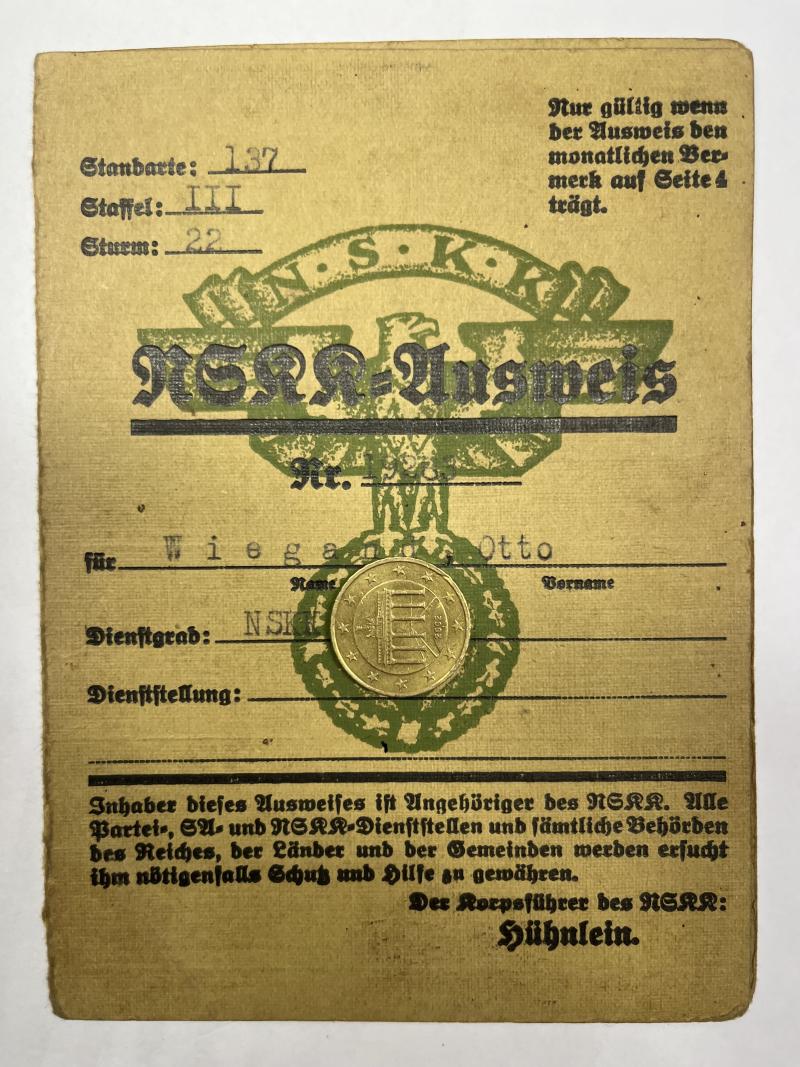 Nur gültig wenn
der Ausweis den
monatlichen Ver-
merk auf Seite 4
trägt.
Standarte: 137
Staffel: III
Sturm: 22
N·S·K·K
NSKK-Ausweis
Nr.
für Wiegand, Otto
Name Vorname
Dienstgrad:
Dienststellung:
2002
Inhaber dieses Ausweises ist Angehöriger des NSKK. Alle
Partei-, SA- und NSKK-Dienststellen und sämtliche Behörden
des Reiches, der Länder und der Gemeinden werden ersucht
ihm nötigenfalls Schutz und Hilfe zu gewähren.
Der Korpsführer des NSKK:
Hühnlein.